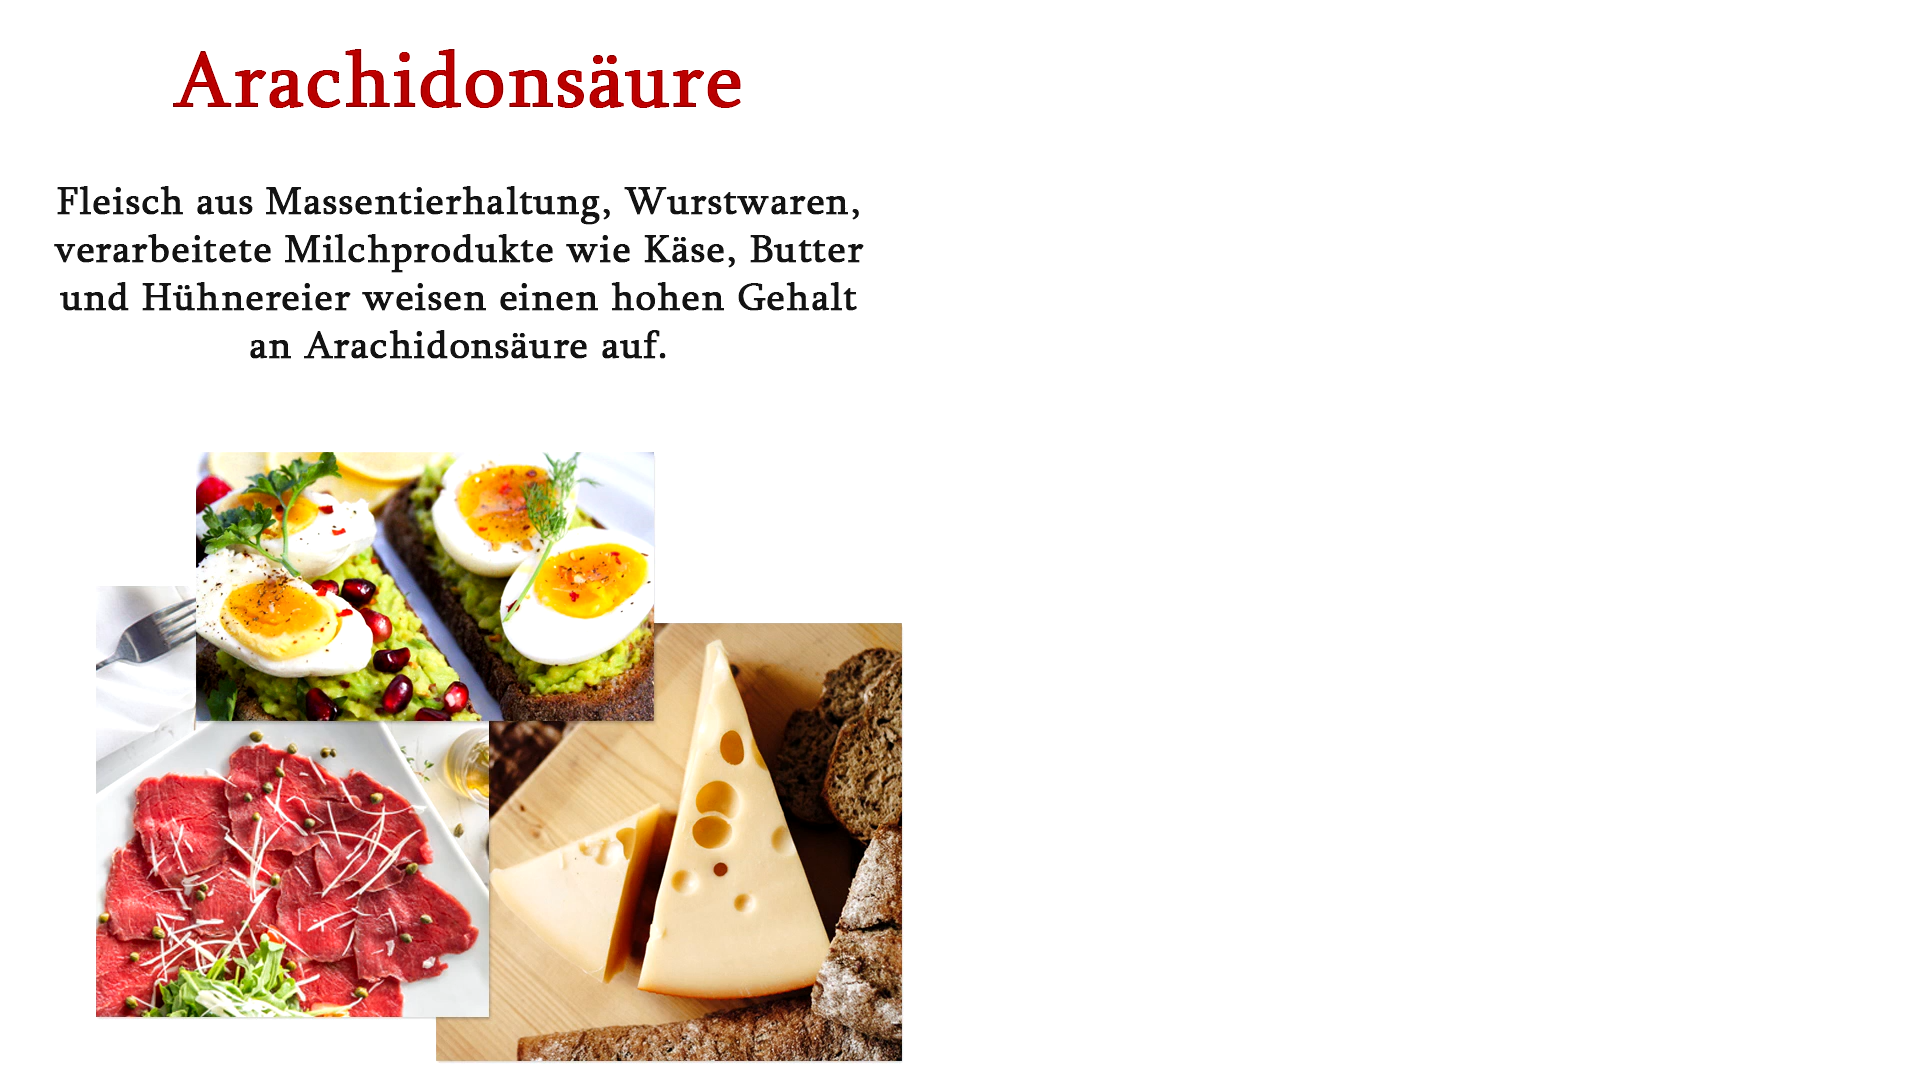 Arachidonsäure
Fleisch aus Massentierhaltung, Wurstwaren,
verarbeitete Milchprodukte wie Käse, Butter
und Hühnereier weisen einen hohen Gehalt
an Arachidonsäure auf.